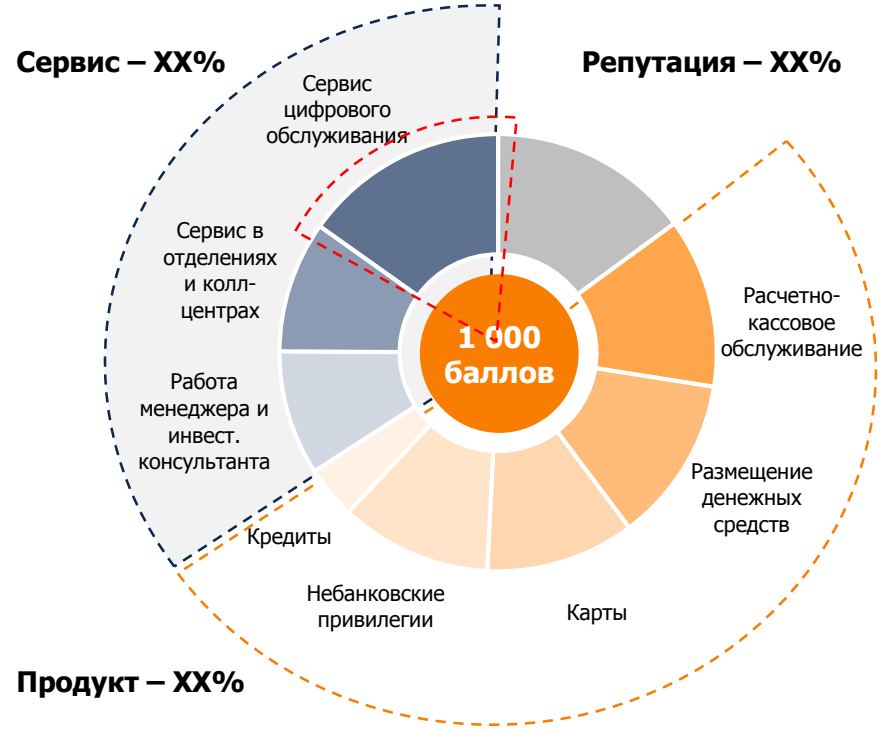 Сервис – XX%
Репутация – XX%
Сервис
цифрового
обслуживания
Сервис в
отделениях
и колл-
центрах
Расчетно-
кассовое
обслуживание
1 000
баллов
Работа
менеджера и
инвест.
консультанта
Размещение
денежных
средств
Кредиты
Небанковские
привилегии
Карты
Продукт – XX%